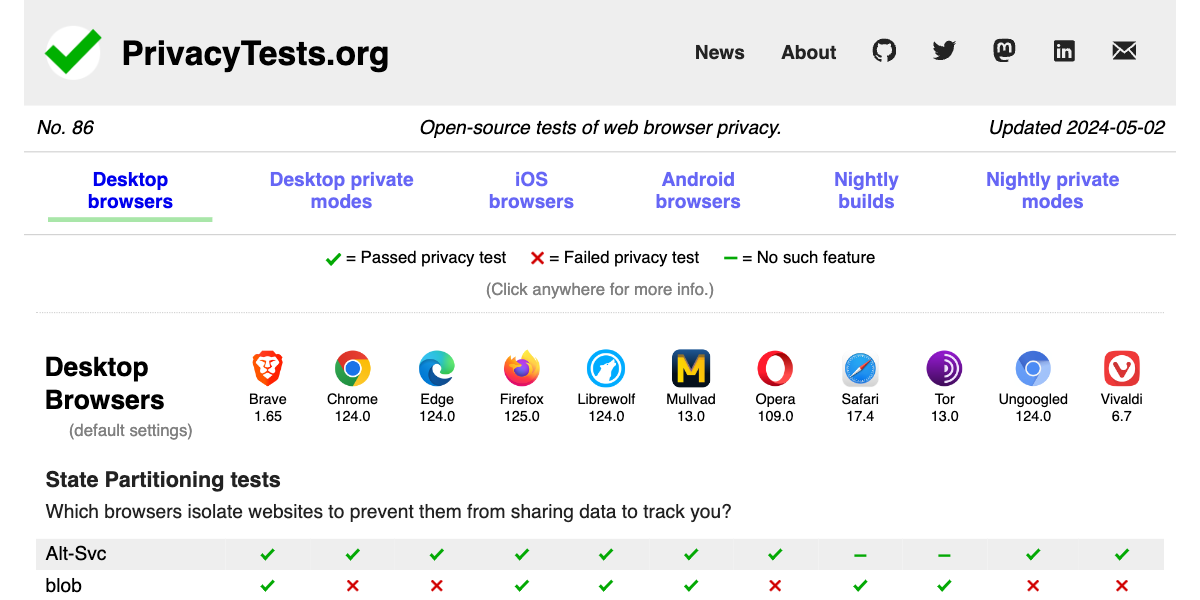 PrivacyTests.org
News About
No. 86 Open-source tests of web browser privacy. Updated 2024-05-02
Desktop browsers
Desktop private modes
iOS browsers
Android browsers
Nightly builds
Nightly private modes
= Passed privacy test = Failed privacy test = No such feature
(Click anywhere for more info.)
Desktop
Browsers
(default settings)
Brave 1.65
Chrome 124.0
Edge 124.0
Firefox 125.0
Librewolf 124.0
Mullvad 13.0
Opera 109.0
Safari 17.4
Tor 13.0
Ungoogled 124.0
Vivaldi 6.7
State Partitioning tests
Which browsers isolate websites to prevent them from sharing data to track you?
Alt-Svc
blob